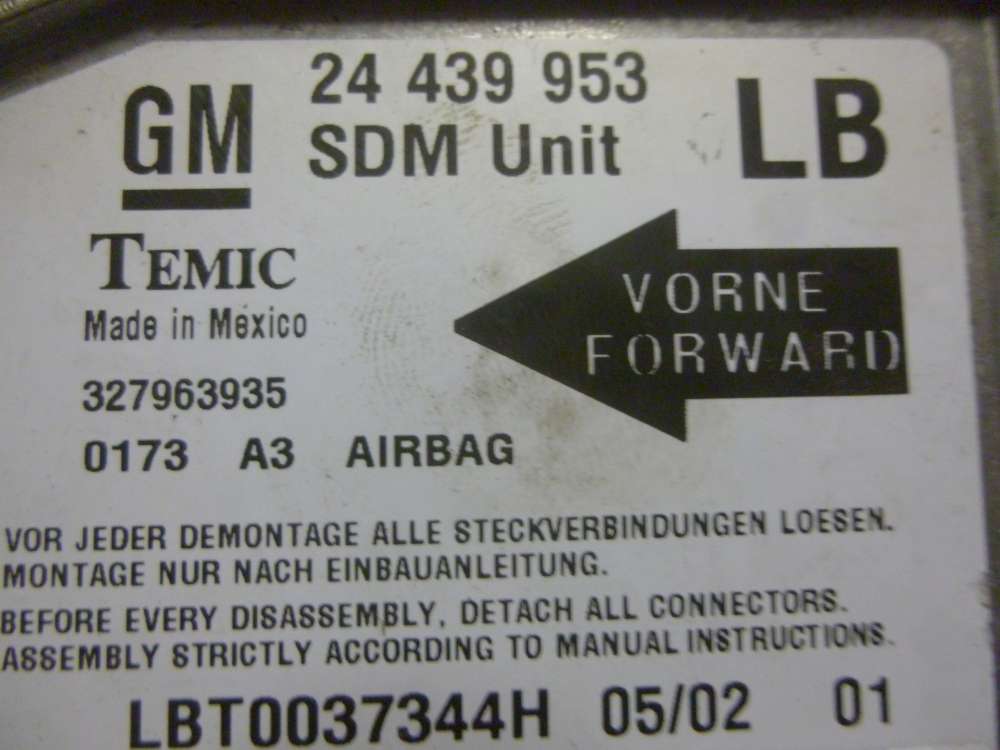 GM
24 439 953
SDM Unit
LB
TEMIC
Made in Mexico
VORNE
FORWARD
327963935
0173 A3 AIRBAG
VOR JEDER DEMONTAGE ALLE STECKVERBINDUNGEN LOESEN.
MONTAGE NUR NACH EINBAUANLEITUNG.
BEFORE EVERY DISASSEMBLY, DETACH ALL CONNECTORS.
ASSEMBLY STRICTLY ACCORDING TO MANUAL INSTRUCTIONS.
LBT0037344H 05/02 01